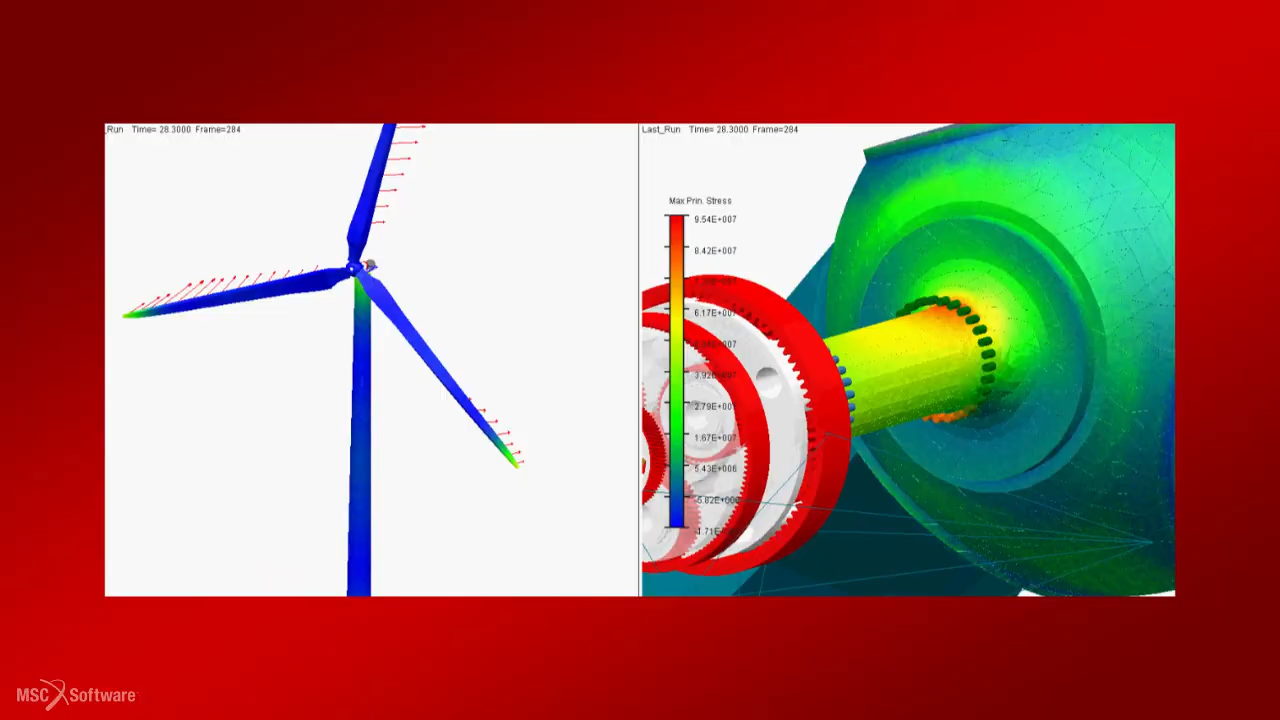 _Run Time= 28.3000 Frame=284
Last_Run Time= 28.3000 Frame=284
Max Prin. Stress
9.54E+007
8.42E+007
6.17E+007
3.92E+007
2.79E+007
1.67E+007
5.43E+006
MSC Software